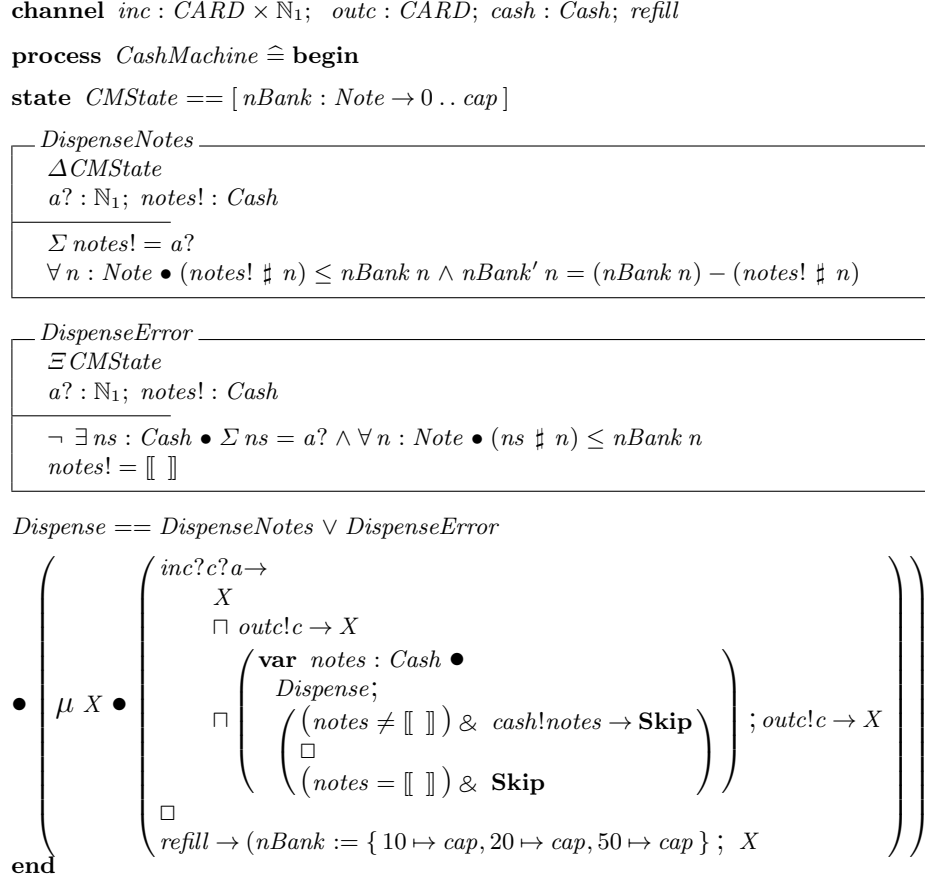 channel inc : CARD × ℕ₁; outc : CARD; cash : Cash; refill
process CashMachine ≙ begin
state CMState == [ nBank : Note → 0 .. cap ]
DispenseNotes
ΔCMState
a? : ℕ₁; notes! : Cash
Σ notes! = a?
∀ n : Note • (notes! ♯ n) ≤ nBank n ∧ nBank′ n = (nBank n) − (notes! ♯ n)
DispenseError
ΞCMState
a? : ℕ₁; notes! : Cash
¬ ∃ ns : Cash • Σ ns = a? ∧ ∀ n : Note • (ns ♯ n) ≤ nBank n
notes! = ⟦ ⟧
Dispense == DispenseNotes ∨ DispenseError
inc?c?a→
X
⊓ outc!c → X
var notes : Cash •
Dispense;
(notes ≠ ⟦ ⟧) & cash!notes → Skip
• ( μ X • ( ⊓ ( ( □ ) ) ; outc!c → X ) )
(notes = ⟦ ⟧) & Skip
□
refill → (nBank := { 10 ↦ cap, 20 ↦ cap, 50 ↦ cap } ; X
end